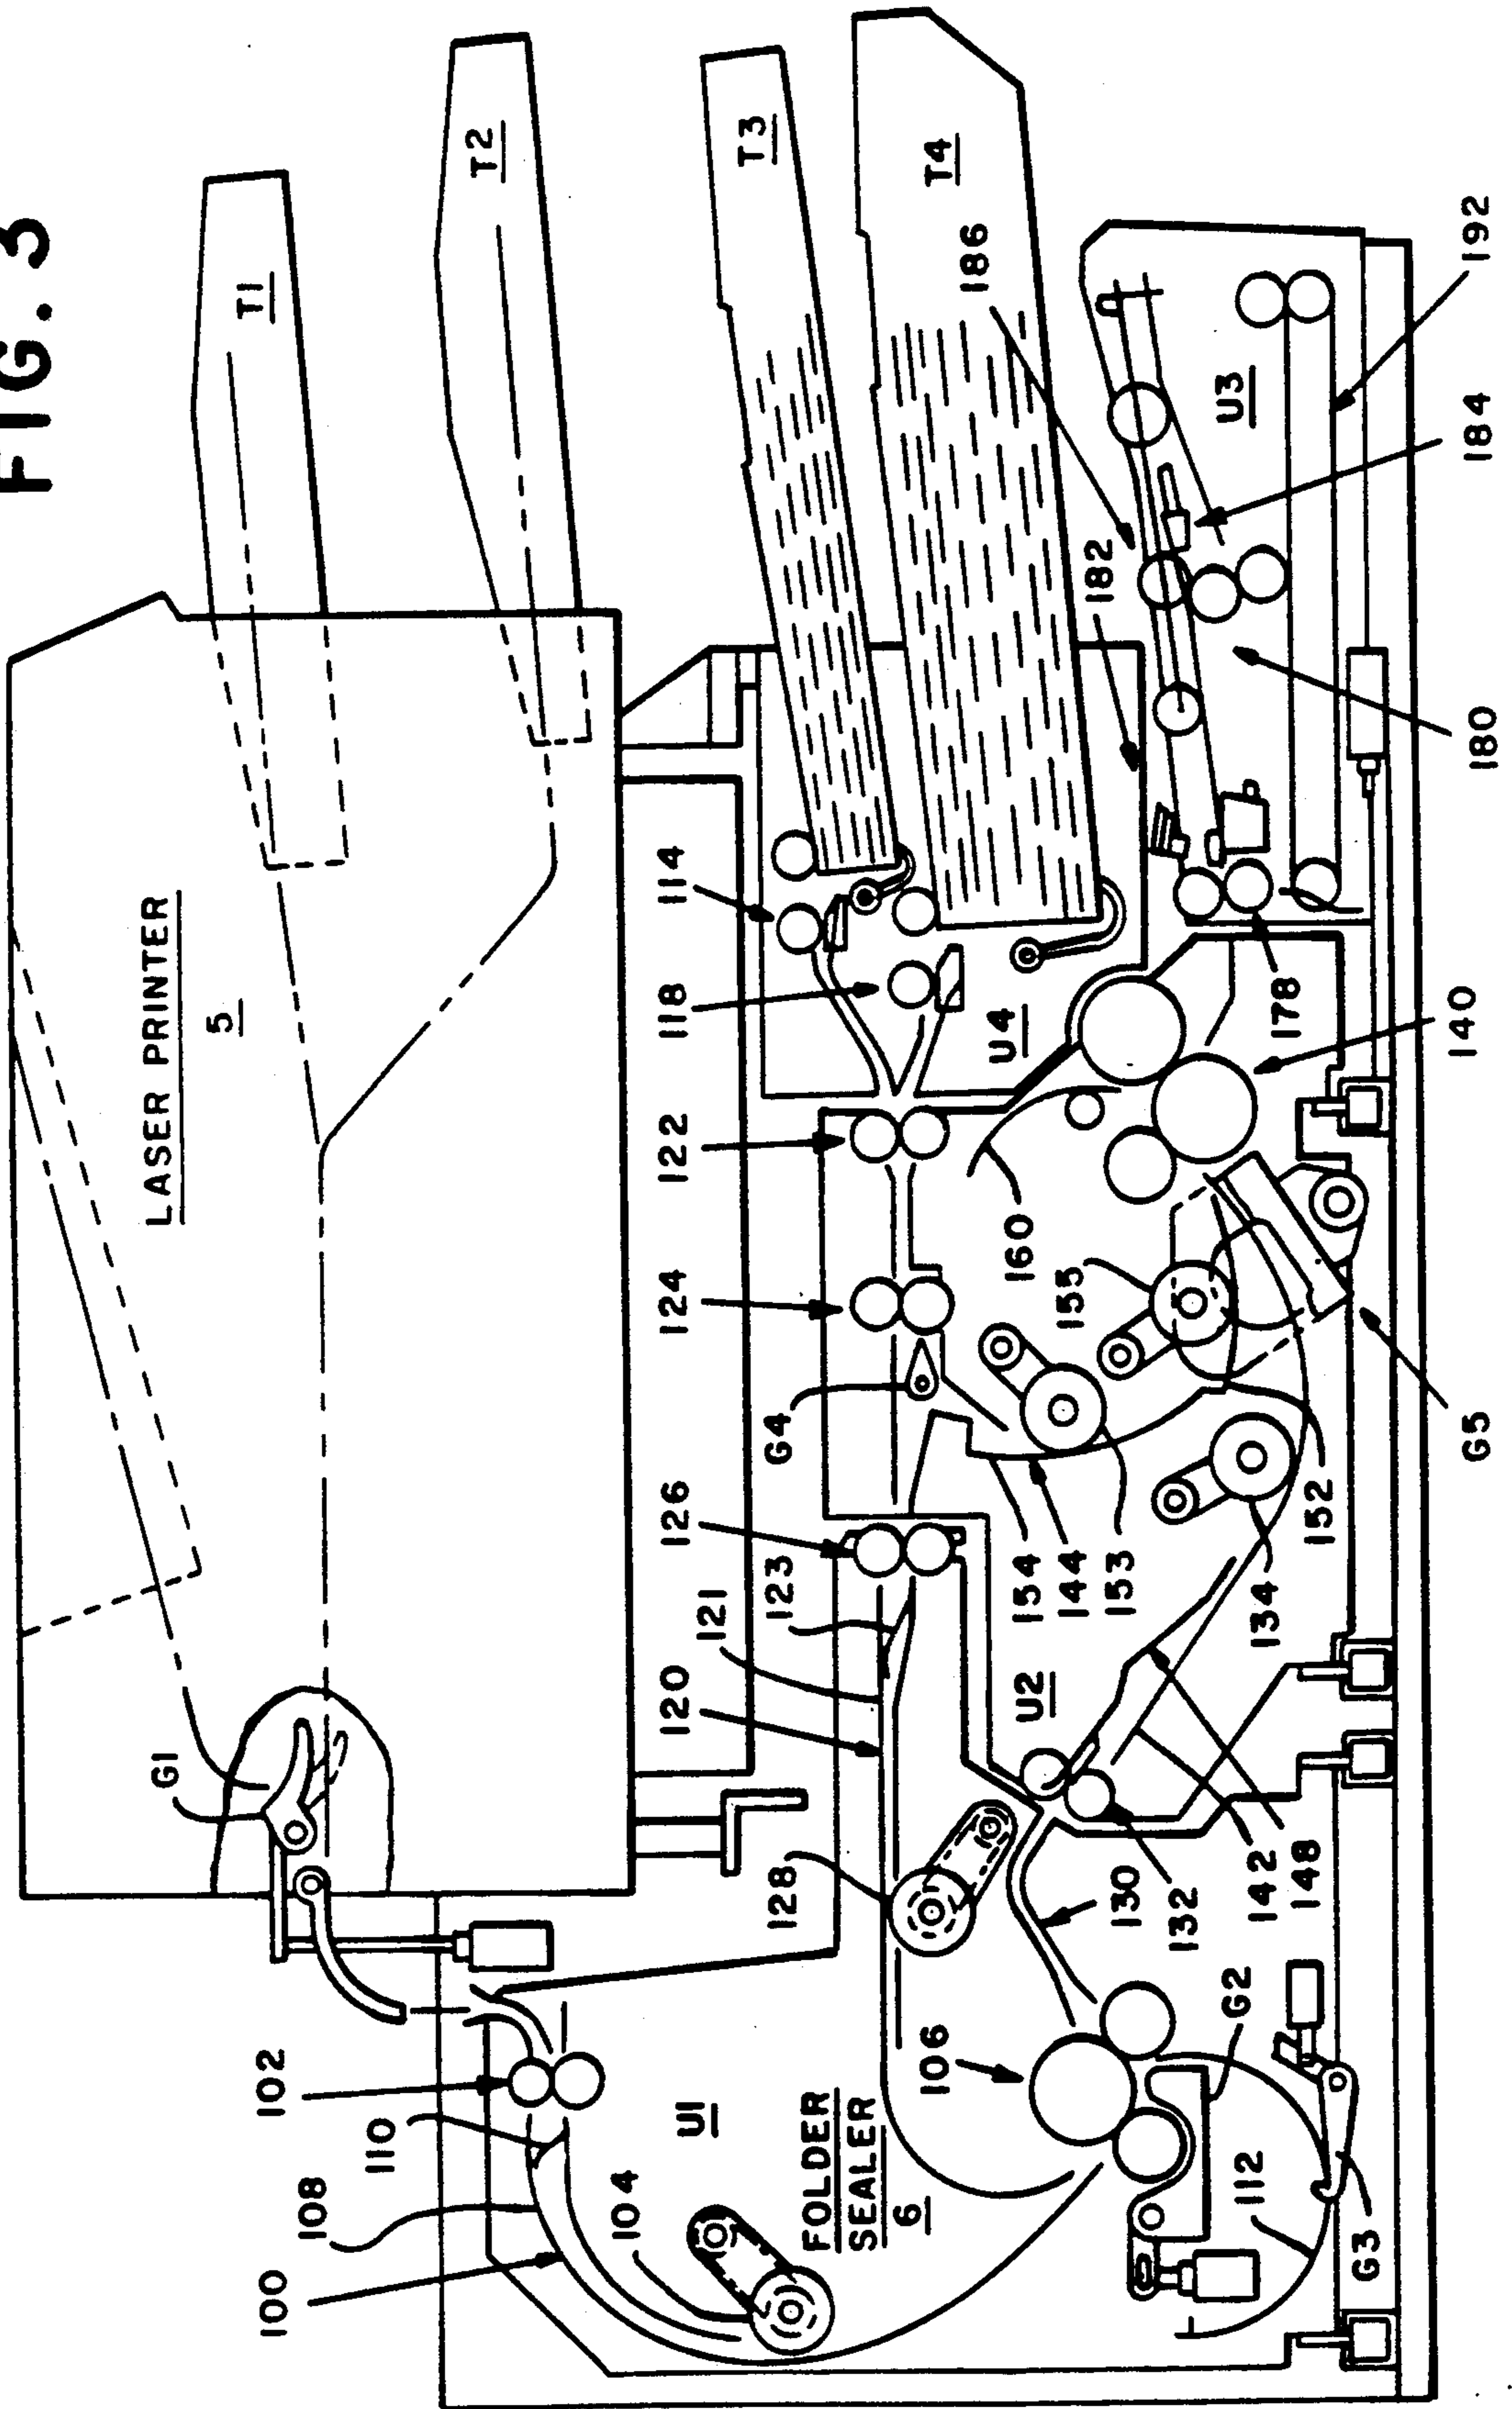 FIG. 3
LASER PRINTER
5
T1
T2
T3
T4
G1
102
110
108
100
104
U1
FOLDER
SEALER
6
106
128
120
121
123
126
G4
124
122
118
114
U4
186
182
U3
192
184
180
178
140
160
155
154
144
153
152
G5
134
U2
142
148
132
130
G2
112
G3